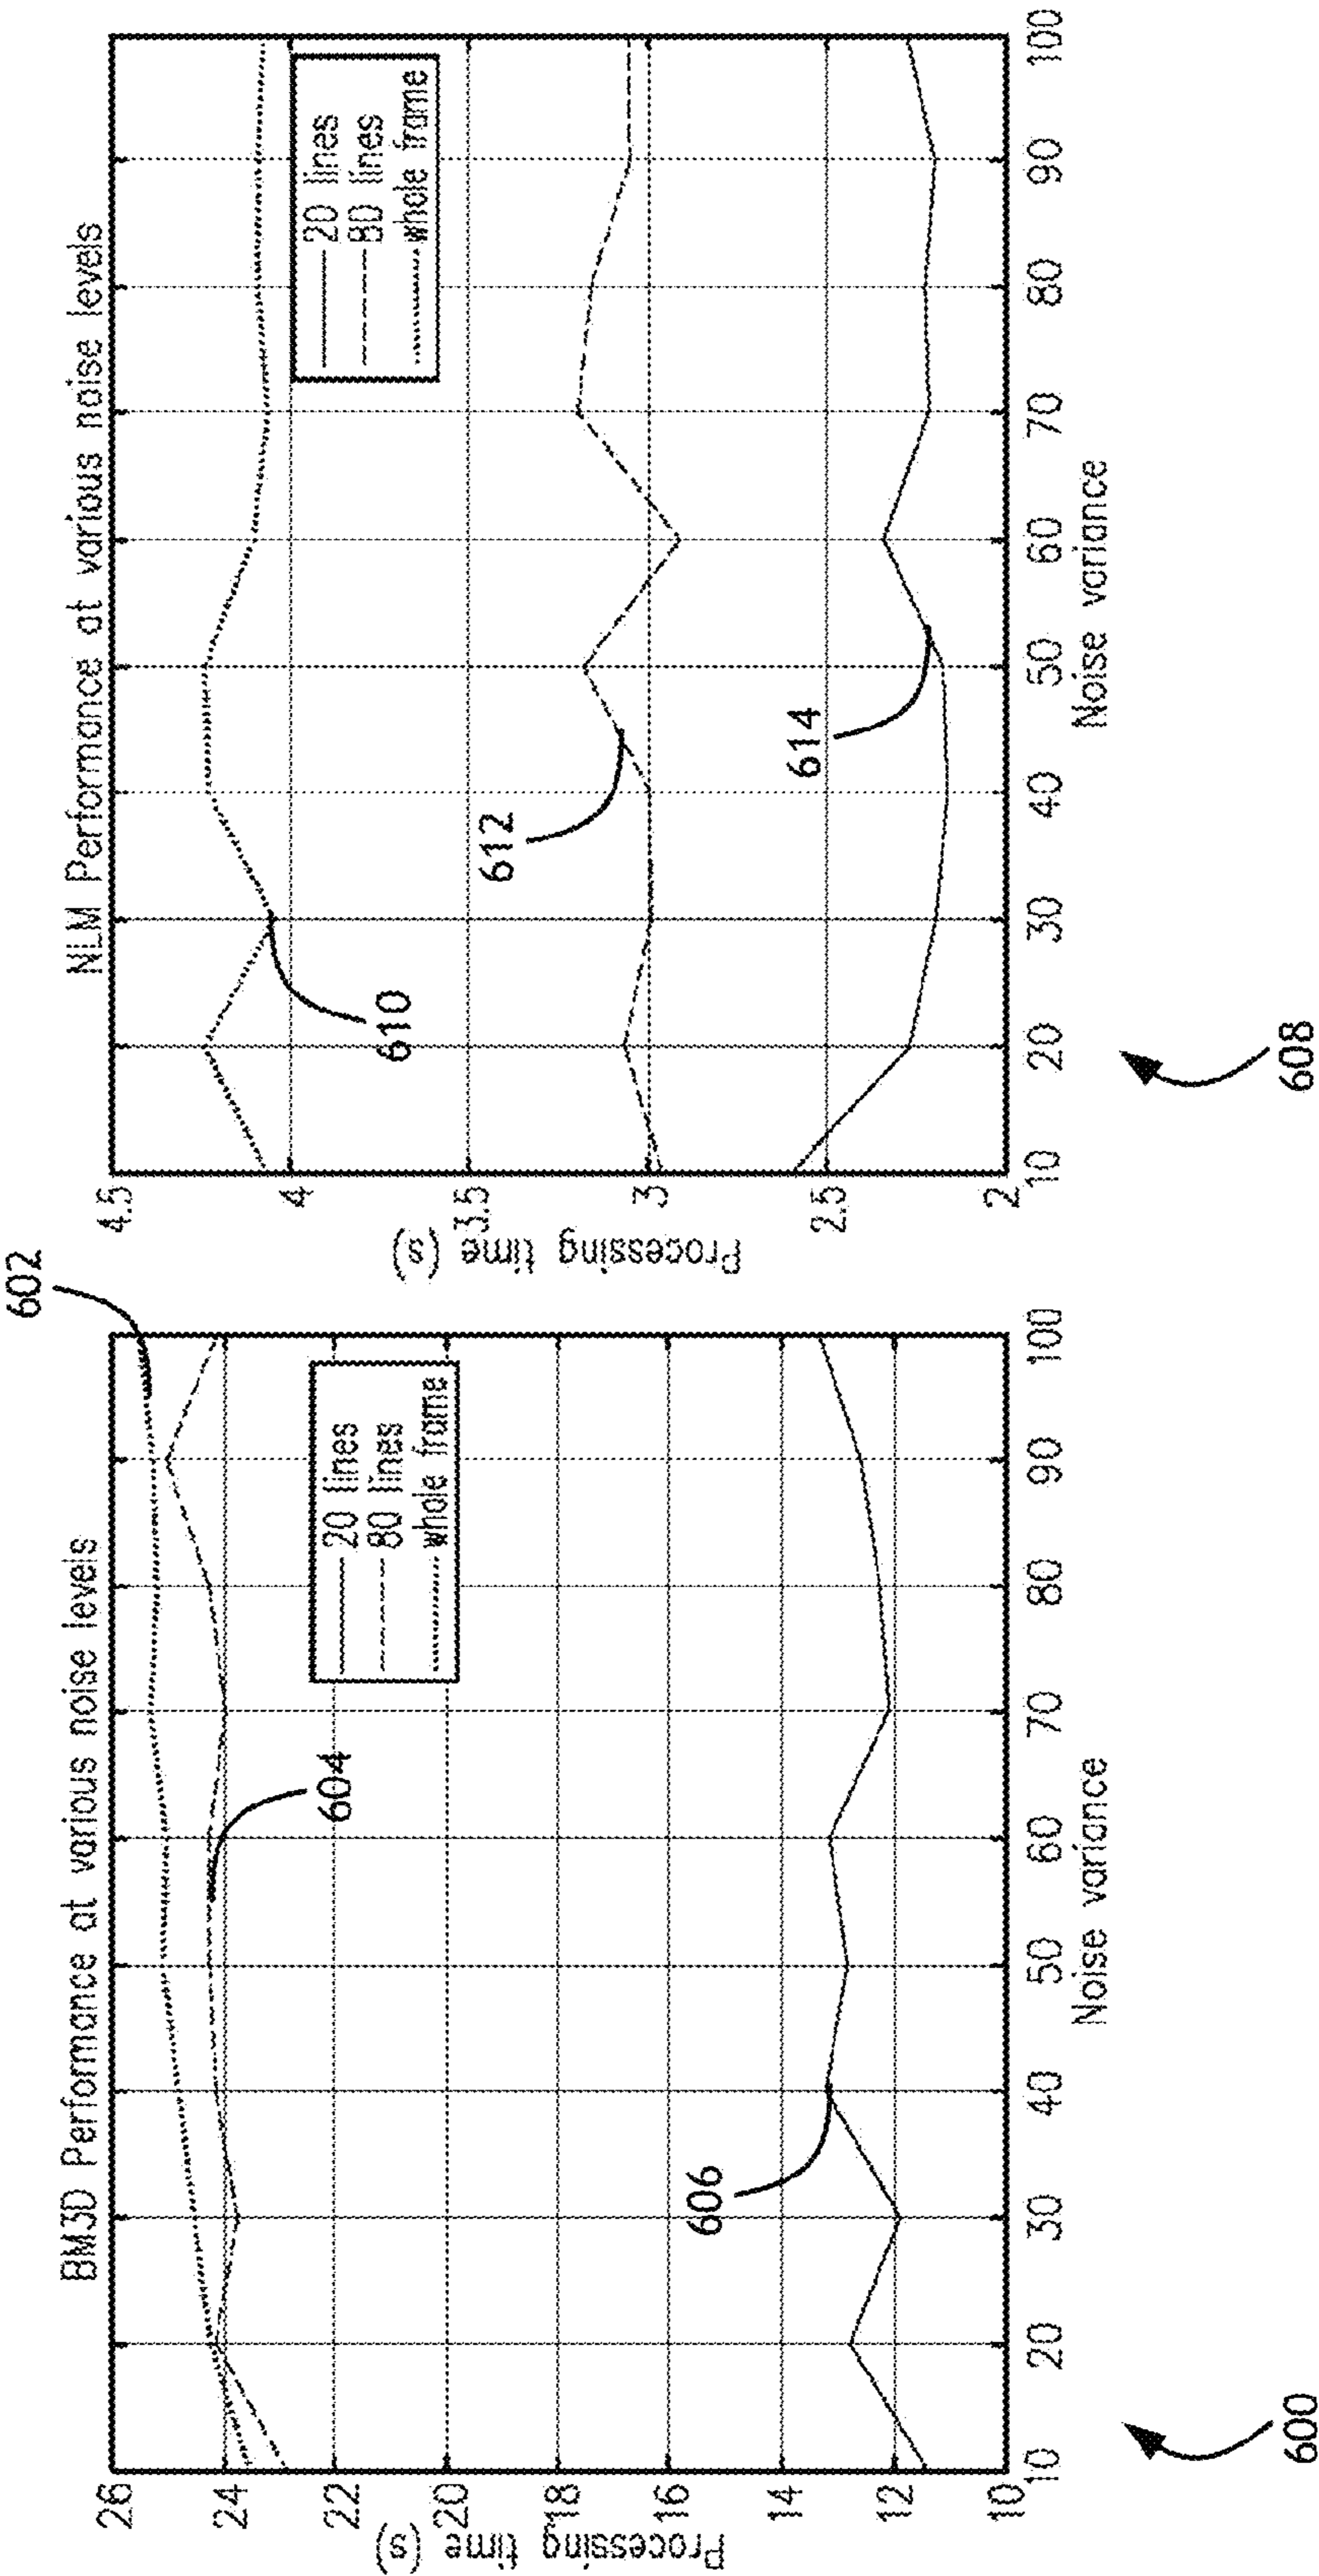 BM3D Performance at various noise levels
602
26
24
22
20
18
16
14
12
10
Processing time (s)
20 lines
80 lines
whole frame
604
606
10 20 30 40 50 60 70 80 90 100
Noise variance
600
NLM Performance at various noise levels
4.5
4
3.5
3
2.5
2
Processing time (s)
20 lines
80 lines
whole frame
610
612
614
10 20 30 40 50 60 70 80 90 100
Noise variance
608